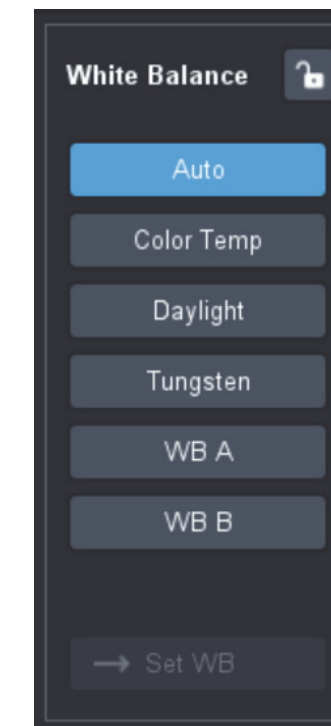 White Balance
Auto
Color Temp
Daylight
Tungsten
WB A
WB B
→ Set WB